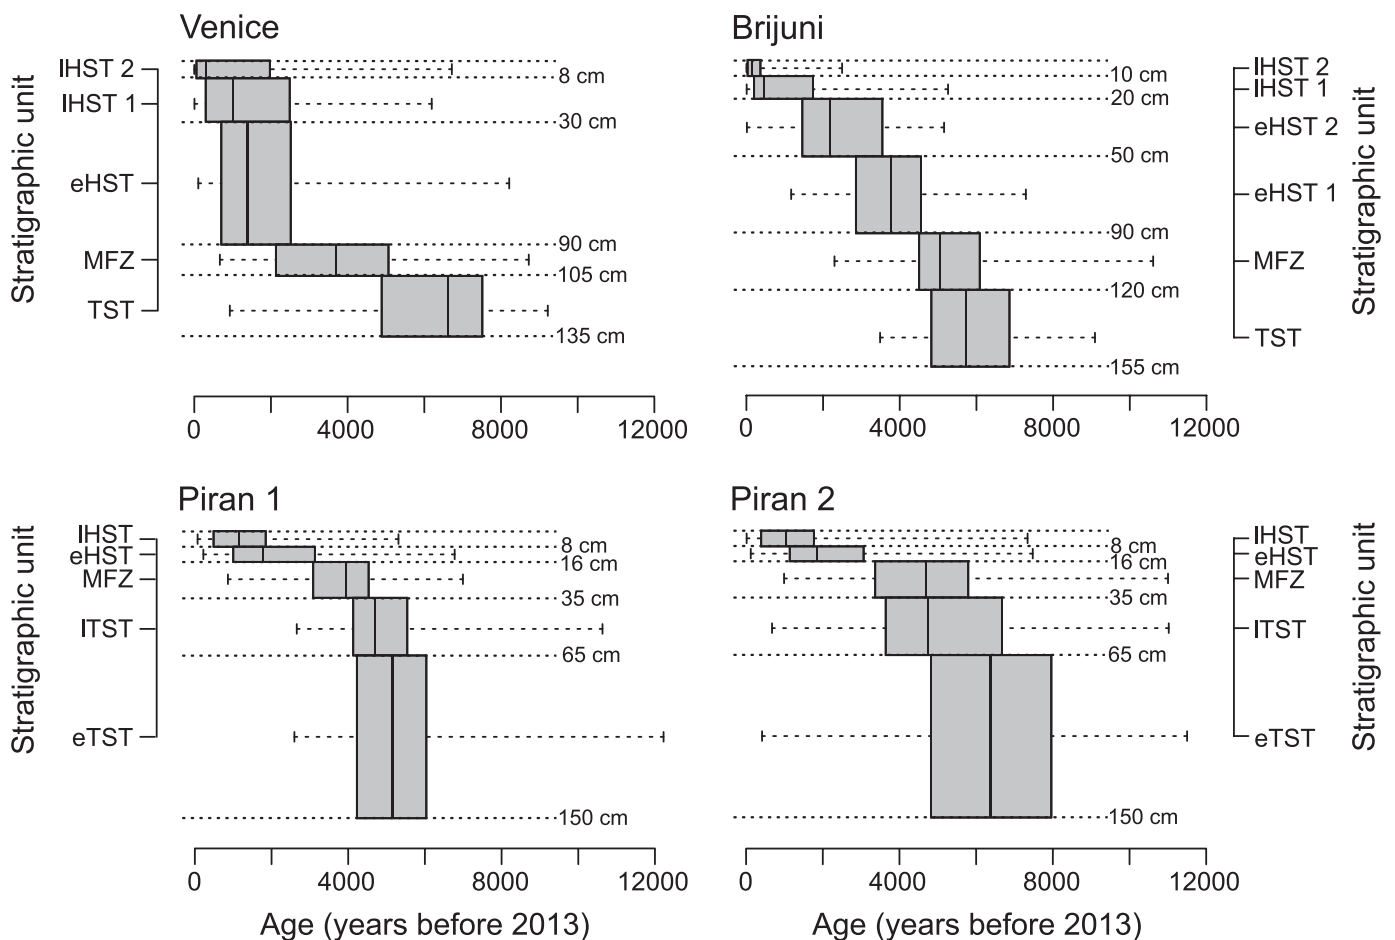 Venice
Stratigraphic unit
lHST 2
lHST 1
eHST
MFZ
TST
8 cm
30 cm
90 cm
105 cm
135 cm
0 4000 8000 12000
Brijuni
10 cm
20 cm
50 cm
90 cm
120 cm
155 cm
lHST 2
lHST 1
eHST 2
eHST 1
MFZ
TST
Stratigraphic unit
0 4000 8000 12000
Piran 1
Stratigraphic unit
lHST
eHST
MFZ
lTST
eTST
8 cm
16 cm
35 cm
65 cm
150 cm
0 4000 8000 12000
Age (years before 2013)
Piran 2
8 cm
16 cm
35 cm
65 cm
150 cm
lHST
eHST
MFZ
lTST
eTST
Stratigraphic unit
0 4000 8000 12000
Age (years before 2013)